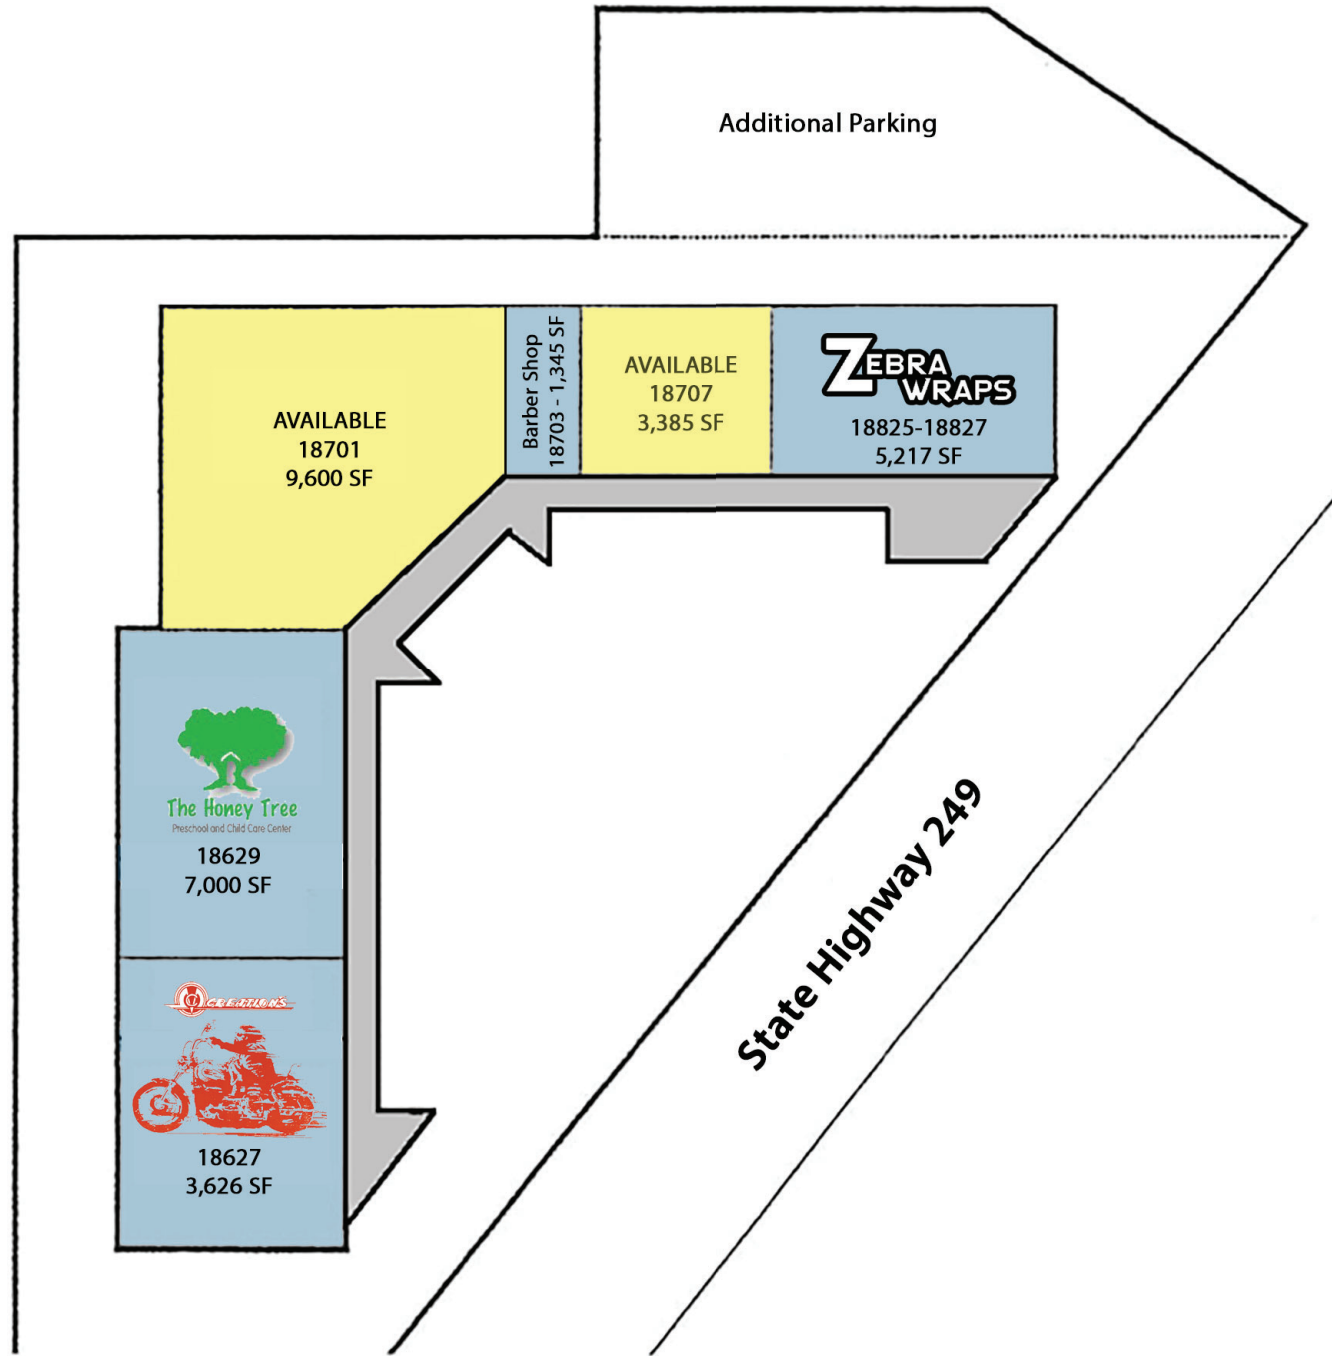 Additional Parking
AVAILABLE
18701
9,600 SF
Barber Shop
18703 - 1,345 SF
AVAILABLE
18707
3,385 SF
ZEBRA
WRAPS
18825-18827
5,217 SF
The Honey Tree
Preschool and Child Care Center
18629
7,000 SF
CREATIONS
18627
3,626 SF
State Highway 249